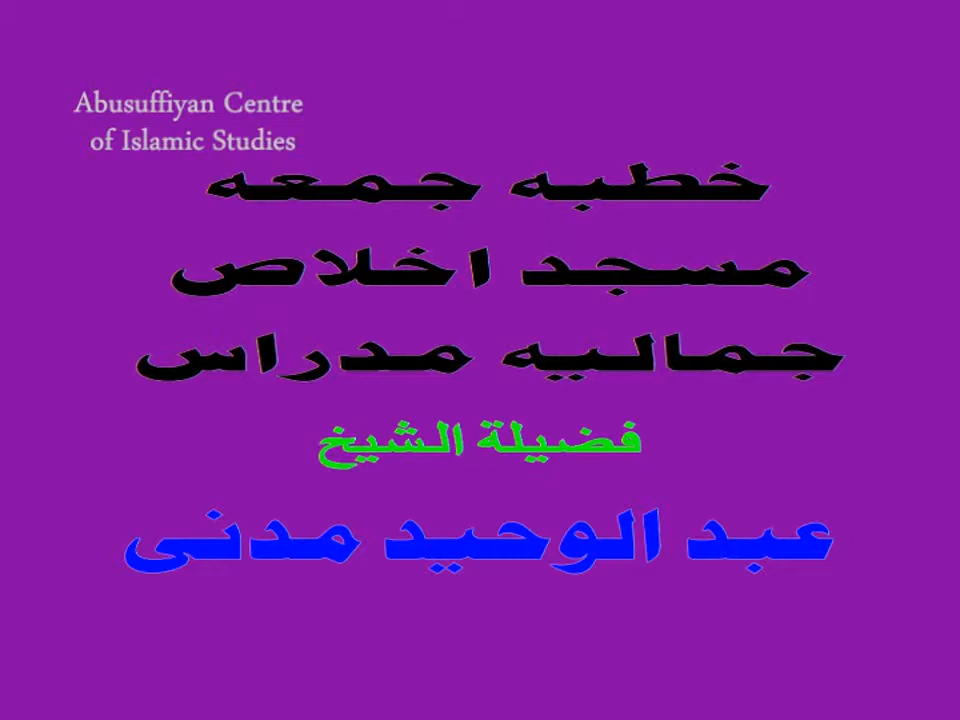 Abusuffiyan Centre
of Islamic Studies
خطبه جمعه
مسجد اخلاص
جماليه مدراس
فضيلة الشيخ
عبد الوحيد مدنى